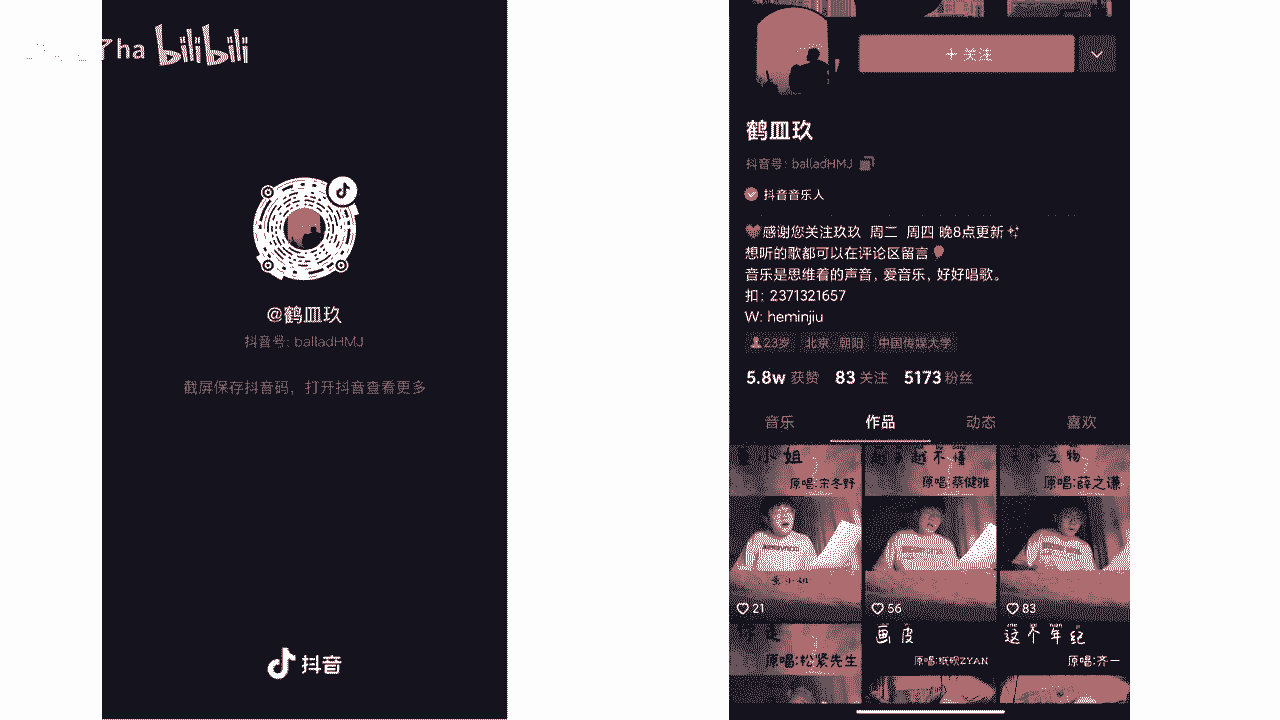 bilibili
@鹤皿玖
抖音号: balladHMJ
截屏保存抖音码，打开抖音查看更多
抖音
+ 关注
鹤皿玖
抖音号: balladHMJ
抖音音乐人
感谢您关注玖玖 周二 周四 晚8点更新
想听的歌都可以在评论区留言
音乐是思维着的声音，爱音乐，好好唱歌。
扣: 2371321657
W: heminjiu
23岁 北京·朝阳 中国传媒大学
5.8w 获赞 83 关注 5173 粉丝
音乐 作品 动态 喜欢
小姐
原唱:宋冬野
越不懂
原唱:蔡健雅
之物
原唱:薛之谦
21
56
83
原唱:松紧先生
画皮
原唱:纸砚ZYAN
这个年纪
原唱:齐一